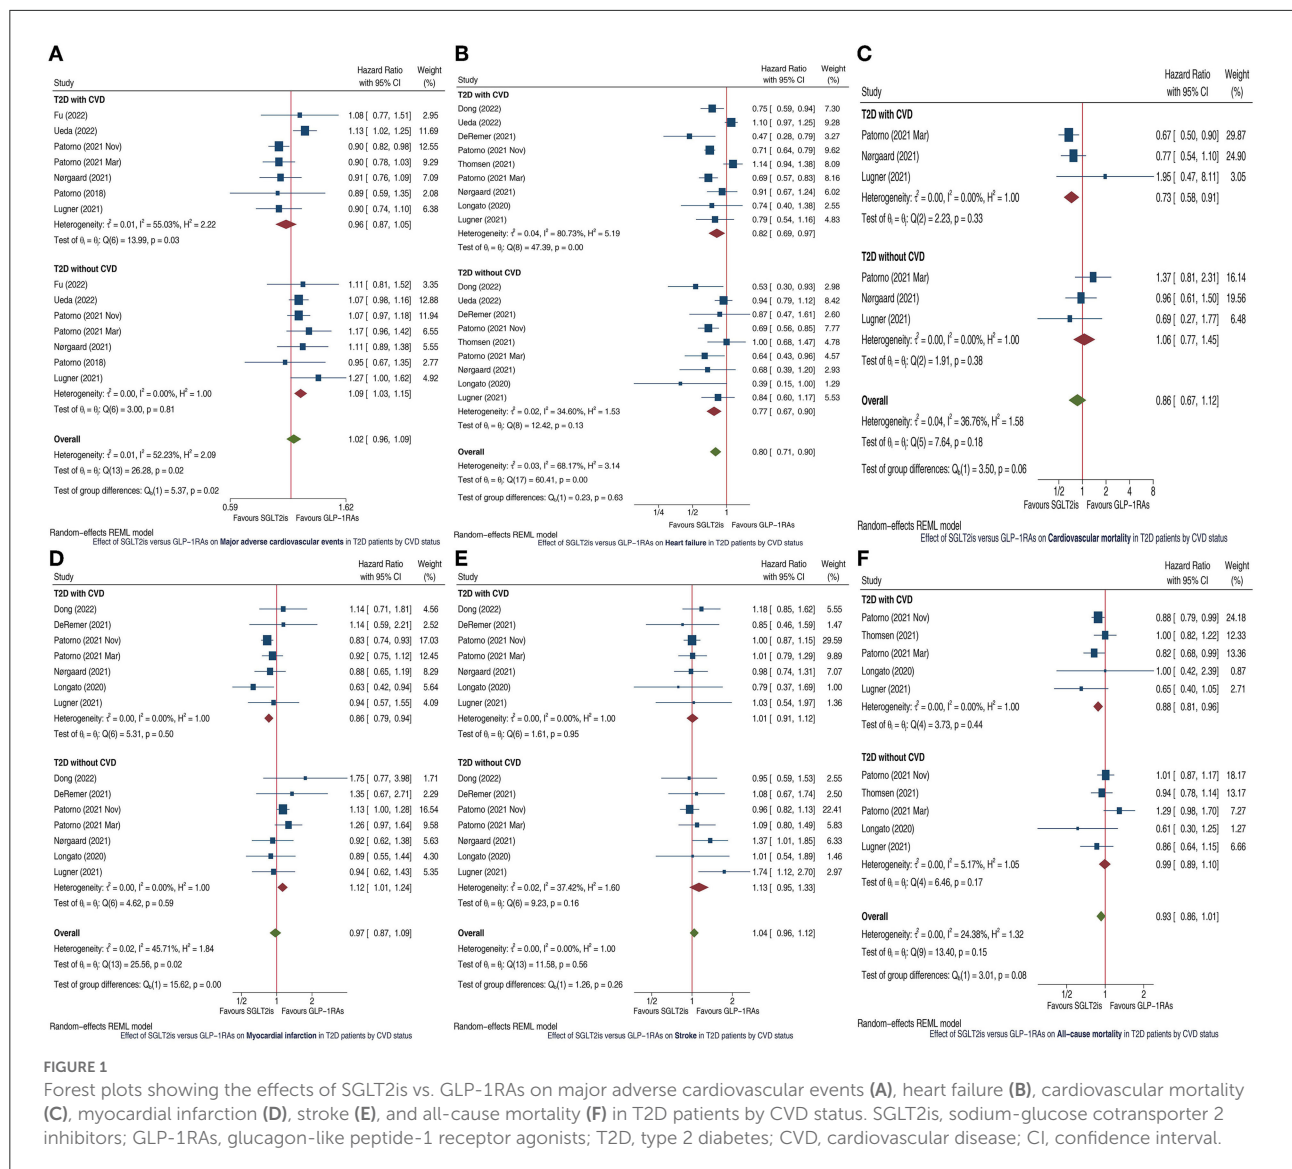 A
Hazard Ratio Weight
Study with 95% CI (%)
T2D with CVD
Fu (2022) 1.08 [ 0.77, 1.51] 2.95
Ueda (2022) 1.13 [ 1.02, 1.25] 11.69
Patorno (2021 Nov) 0.90 [ 0.82, 0.98] 12.55
Patorno (2021 Mar) 0.90 [ 0.78, 1.03] 9.29
Nørgaard (2021) 0.91 [ 0.76, 1.09] 7.09
Patorno (2018) 0.89 [ 0.59, 1.35] 2.08
Lugner (2021) 0.90 [ 0.74, 1.10] 6.38
Heterogeneity: τ² = 0.01, I² = 55.03%, H² = 2.22 0.96 [ 0.87, 1.05]
Test of θᵢ = θⱼ: Q(6) = 13.99, p = 0.03
T2D without CVD
Fu (2022) 1.11 [ 0.81, 1.52] 3.35
Ueda (2022) 1.07 [ 0.98, 1.16] 12.88
Patorno (2021 Nov) 1.07 [ 0.97, 1.18] 11.94
Patorno (2021 Mar) 1.17 [ 0.96, 1.42] 6.55
Nørgaard (2021) 1.11 [ 0.89, 1.38] 5.55
Patorno (2018) 0.95 [ 0.67, 1.35] 2.77
Lugner (2021) 1.27 [ 1.00, 1.62] 4.92
Heterogeneity: τ² = 0.00, I² = 0.00%, H² = 1.00 1.09 [ 1.03, 1.15]
Test of θᵢ = θⱼ: Q(6) = 3.00, p = 0.81
Overall 1.02 [ 0.96, 1.09]
Heterogeneity: τ² = 0.01, I² = 52.23%, H² = 2.09
Test of θᵢ = θⱼ: Q(13) = 26.28, p = 0.02
Test of group differences: Q_b(1) = 5.37, p = 0.02
0.59 1.62
Favours SGLT2is Favours GLP−1RAs
Random−effects REML model
Effect of SGLT2is versus GLP−1RAs on Major adverse cardiovascular events in T2D patients by CVD status
B
Hazard Ratio Weight
Study with 95% CI (%)
T2D with CVD
Dong (2022) 0.75 [ 0.59, 0.94] 7.30
Ueda (2022) 1.10 [ 0.97, 1.25] 9.28
DeRemer (2021) 0.47 [ 0.28, 0.79] 3.27
Patorno (2021 Nov) 0.71 [ 0.64, 0.79] 9.62
Thomsen (2021) 1.14 [ 0.94, 1.38] 8.09
Patorno (2021 Mar) 0.69 [ 0.57, 0.83] 8.16
Nørgaard (2021) 0.91 [ 0.67, 1.24] 6.02
Longato (2020) 0.74 [ 0.40, 1.38] 2.55
Lugner (2021) 0.79 [ 0.54, 1.16] 4.83
Heterogeneity: τ² = 0.04, I² = 80.73%, H² = 5.19 0.82 [ 0.69, 0.97]
Test of θᵢ = θⱼ: Q(8) = 47.39, p = 0.00
T2D without CVD
Dong (2022) 0.53 [ 0.30, 0.93] 2.98
Ueda (2022) 0.94 [ 0.79, 1.12] 8.42
DeRemer (2021) 0.87 [ 0.47, 1.61] 2.60
Patorno (2021 Nov) 0.69 [ 0.56, 0.85] 7.77
Thomsen (2021) 1.00 [ 0.68, 1.47] 4.78
Patorno (2021 Mar) 0.64 [ 0.43, 0.96] 4.57
Nørgaard (2021) 0.68 [ 0.39, 1.20] 2.93
Longato (2020) 0.39 [ 0.15, 1.00] 1.29
Lugner (2021) 0.84 [ 0.60, 1.17] 5.53
Heterogeneity: τ² = 0.02, I² = 34.60%, H² = 1.53 0.77 [ 0.67, 0.90]
Test of θᵢ = θⱼ: Q(8) = 12.42, p = 0.13
Overall 0.80 [ 0.71, 0.90]
Heterogeneity: τ² = 0.03, I² = 68.17%, H² = 3.14
Test of θᵢ = θⱼ: Q(17) = 60.41, p = 0.00
Test of group differences: Q_b(1) = 0.23, p = 0.63
1/4 1/2 1
Favours SGLT2is Favours GLP−1RAs
Random−effects REML model
Effect of SGLT2is versus GLP−1RAs on Heart failure in T2D patients by CVD status
C
Hazard Ratio Weight
Study with 95% CI (%)
T2D with CVD
Patorno (2021 Mar) 0.67 [ 0.50, 0.90] 29.87
Nørgaard (2021) 0.77 [ 0.54, 1.10] 24.90
Lugner (2021) 1.95 [ 0.47, 8.11] 3.05
Heterogeneity: τ² = 0.00, I² = 0.00%, H² = 1.00 0.73 [ 0.58, 0.91]
Test of θᵢ = θⱼ: Q(2) = 2.23, p = 0.33
T2D without CVD
Patorno (2021 Mar) 1.37 [ 0.81, 2.31] 16.14
Nørgaard (2021) 0.96 [ 0.61, 1.50] 19.56
Lugner (2021) 0.69 [ 0.27, 1.77] 6.48
Heterogeneity: τ² = 0.00, I² = 0.00%, H² = 1.00 1.06 [ 0.77, 1.45]
Test of θᵢ = θⱼ: Q(2) = 1.91, p = 0.38
Overall 0.86 [ 0.67, 1.12]
Heterogeneity: τ² = 0.04, I² = 36.76%, H² = 1.58
Test of θᵢ = θⱼ: Q(5) = 7.64, p = 0.18
Test of group differences: Q_b(1) = 3.50, p = 0.06
1/2 1 2 4 8
Favours SGLT2is Favours GLP−1RAs
Random−effects REML model
Effect of SGLT2is versus GLP−1RAs on Cardiovascular mortality in T2D patients by CVD status
D
Hazard Ratio Weight
Study with 95% CI (%)
T2D with CVD
Dong (2022) 1.14 [ 0.71, 1.81] 4.56
DeRemer (2021) 1.14 [ 0.59, 2.21] 2.52
Patorno (2021 Nov) 0.83 [ 0.74, 0.93] 17.03
Patorno (2021 Mar) 0.92 [ 0.75, 1.12] 12.45
Nørgaard (2021) 0.88 [ 0.65, 1.19] 8.29
Longato (2020) 0.63 [ 0.42, 0.94] 5.64
Lugner (2021) 0.94 [ 0.57, 1.55] 4.09
Heterogeneity: τ² = 0.00, I² = 0.00%, H² = 1.00 0.86 [ 0.79, 0.94]
Test of θᵢ = θⱼ: Q(6) = 5.31, p = 0.50
T2D without CVD
Dong (2022) 1.75 [ 0.77, 3.98] 1.71
DeRemer (2021) 1.35 [ 0.67, 2.71] 2.29
Patorno (2021 Nov) 1.13 [ 1.00, 1.28] 16.54
Patorno (2021 Mar) 1.26 [ 0.97, 1.64] 9.58
Nørgaard (2021) 0.92 [ 0.62, 1.38] 5.63
Longato (2020) 0.89 [ 0.55, 1.44] 4.30
Lugner (2021) 0.94 [ 0.62, 1.43] 5.35
Heterogeneity: τ² = 0.00, I² = 0.00%, H² = 1.00 1.12 [ 1.01, 1.24]
Test of θᵢ = θⱼ: Q(6) = 4.62, p = 0.59
Overall 0.97 [ 0.87, 1.09]
Heterogeneity: τ² = 0.02, I² = 45.71%, H² = 1.84
Test of θᵢ = θⱼ: Q(13) = 25.56, p = 0.02
Test of group differences: Q_b(1) = 15.62, p = 0.00
1/2 1 2
Favours SGLT2is Favours GLP−1RAs
Random−effects REML model
Effect of SGLT2is versus GLP−1RAs on Myocardial infarction in T2D patients by CVD status
E
Hazard Ratio Weight
Study with 95% CI (%)
T2D with CVD
Dong (2022) 1.18 [ 0.85, 1.62] 5.55
DeRemer (2021) 0.85 [ 0.46, 1.59] 1.47
Patorno (2021 Nov) 1.00 [ 0.87, 1.15] 29.59
Patorno (2021 Mar) 1.01 [ 0.79, 1.29] 9.89
Nørgaard (2021) 0.98 [ 0.74, 1.31] 7.07
Longato (2020) 0.79 [ 0.37, 1.69] 1.00
Lugner (2021) 1.03 [ 0.54, 1.97] 1.36
Heterogeneity: τ² = 0.00, I² = 0.00%, H² = 1.00 1.01 [ 0.91, 1.12]
Test of θᵢ = θⱼ: Q(6) = 1.61, p = 0.95
T2D without CVD
Dong (2022) 0.95 [ 0.59, 1.53] 2.55
DeRemer (2021) 1.08 [ 0.67, 1.74] 2.50
Patorno (2021 Nov) 0.96 [ 0.82, 1.13] 22.41
Patorno (2021 Mar) 1.09 [ 0.80, 1.49] 5.83
Nørgaard (2021) 1.37 [ 1.01, 1.85] 6.33
Longato (2020) 1.01 [ 0.54, 1.89] 1.46
Lugner (2021) 1.74 [ 1.12, 2.70] 2.97
Heterogeneity: τ² = 0.02, I² = 37.42%, H² = 1.60 1.13 [ 0.95, 1.33]
Test of θᵢ = θⱼ: Q(6) = 9.23, p = 0.16
Overall 1.04 [ 0.96, 1.12]
Heterogeneity: τ² = 0.00, I² = 0.00%, H² = 1.00
Test of θᵢ = θⱼ: Q(13) = 11.58, p = 0.56
Test of group differences: Q_b(1) = 1.26, p = 0.26
1/2 1 2
Favours SGLT2is Favours GLP−1RAs
Random−effects REML model
Effect of SGLT2is versus GLP−1RAs on Stroke in T2D patients by CVD status
F
Hazard Ratio Weight
Study with 95% CI (%)
T2D with CVD
Patorno (2021 Nov) 0.88 [ 0.79, 0.99] 24.18
Thomsen (2021) 1.00 [ 0.82, 1.22] 12.33
Patorno (2021 Mar) 0.82 [ 0.68, 0.99] 13.36
Longato (2020) 1.00 [ 0.42, 2.39] 0.87
Lugner (2021) 0.65 [ 0.40, 1.05] 2.71
Heterogeneity: τ² = 0.00, I² = 0.00%, H² = 1.00 0.88 [ 0.81, 0.96]
Test of θᵢ = θⱼ: Q(4) = 3.73, p = 0.44
T2D without CVD
Patorno (2021 Nov) 1.01 [ 0.87, 1.17] 18.17
Thomsen (2021) 0.94 [ 0.78, 1.14] 13.17
Patorno (2021 Mar) 1.29 [ 0.98, 1.70] 7.27
Longato (2020) 0.61 [ 0.30, 1.25] 1.27
Lugner (2021) 0.86 [ 0.64, 1.15] 6.66
Heterogeneity: τ² = 0.00, I² = 5.17%, H² = 1.05 0.99 [ 0.89, 1.10]
Test of θᵢ = θⱼ: Q(4) = 6.46, p = 0.17
Overall 0.93 [ 0.86, 1.01]
Heterogeneity: τ² = 0.00, I² = 24.38%, H² = 1.32
Test of θᵢ = θⱼ: Q(9) = 13.40, p = 0.15
Test of group differences: Q_b(1) = 3.01, p = 0.08
1/2 1 2
Favours SGLT2is Favours GLP−1RAs
Random−effects REML model
Effect of SGLT2is versus GLP−1RAs on All−cause mortality in T2D patients by CVD status
FIGURE 1
Forest plots showing the effects of SGLT2is vs. GLP-1RAs on major adverse cardiovascular events (A), heart failure (B), cardiovascular mortality
(C), myocardial infarction (D), stroke (E), and all-cause mortality (F) in T2D patients by CVD status. SGLT2is, sodium-glucose cotransporter 2
inhibitors; GLP-1RAs, glucagon-like peptide-1 receptor agonists; T2D, type 2 diabetes; CVD, cardiovascular disease; CI, confidence interval.